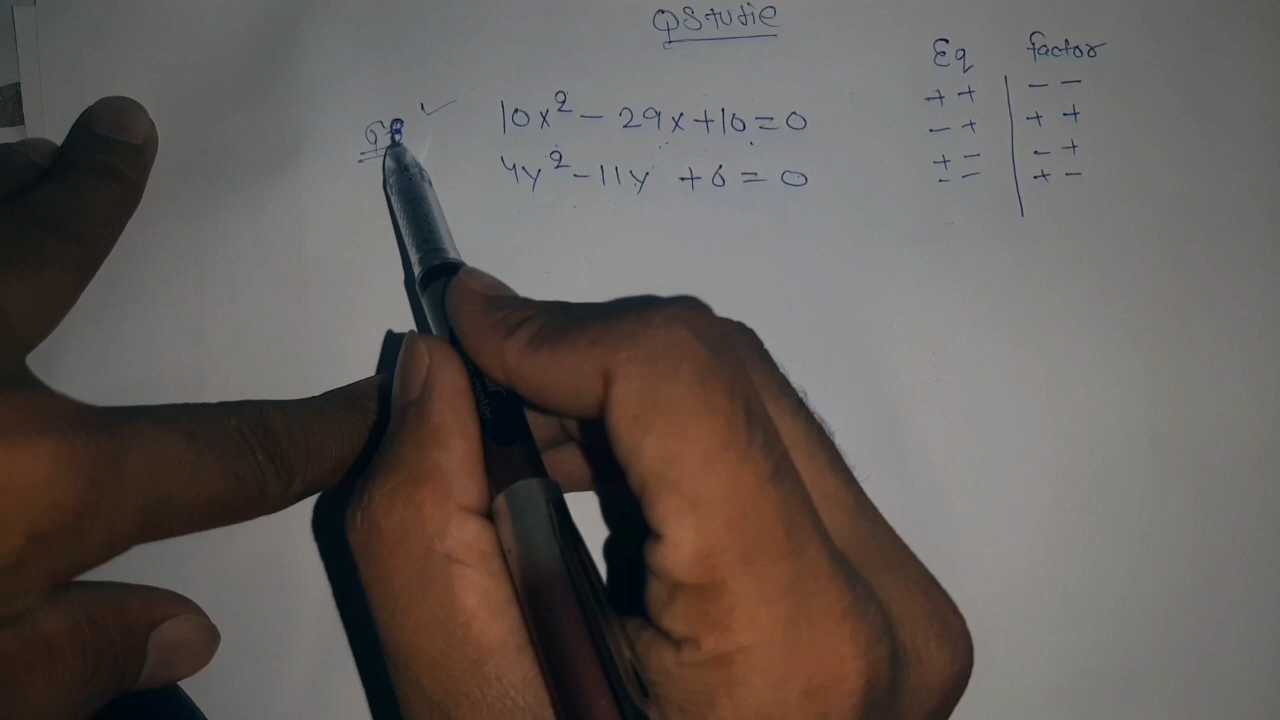 QStudie
10x² - 29x + 10 = 0
4y² - 11y + 6 = 0
Eq factor
+ + - -
- + + +
+ - - +
- - + -